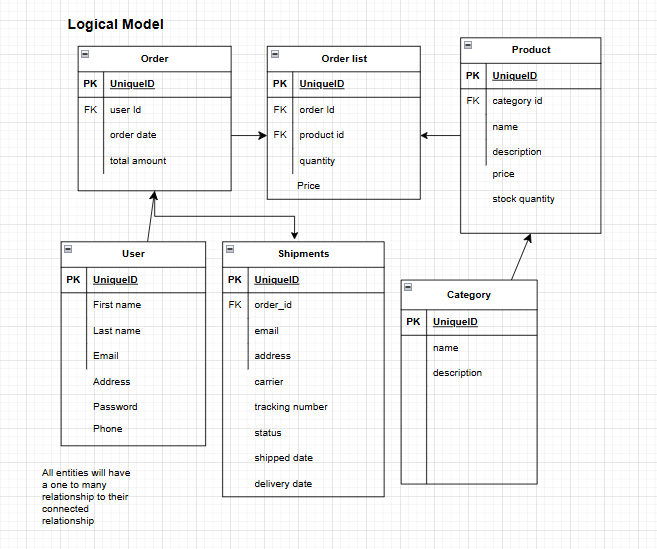 Logical Model
Order
PK UniqueID
FK user Id
order date
total amount
Order list
PK UniqueID
FK order Id
FK product id
quantity
Price
Product
PK UniqueID
FK category id
name
description
price
stock quantity
User
PK UniqueID
First name
Last name
Email
Address
Password
Phone
Shipments
PK UniqueID
FK order_id
email
address
carrier
tracking number
status
shipped date
delivery date
Category
PK UniqueID
name
description
All entities will have
a one to many
relationship to their
connected
relationship